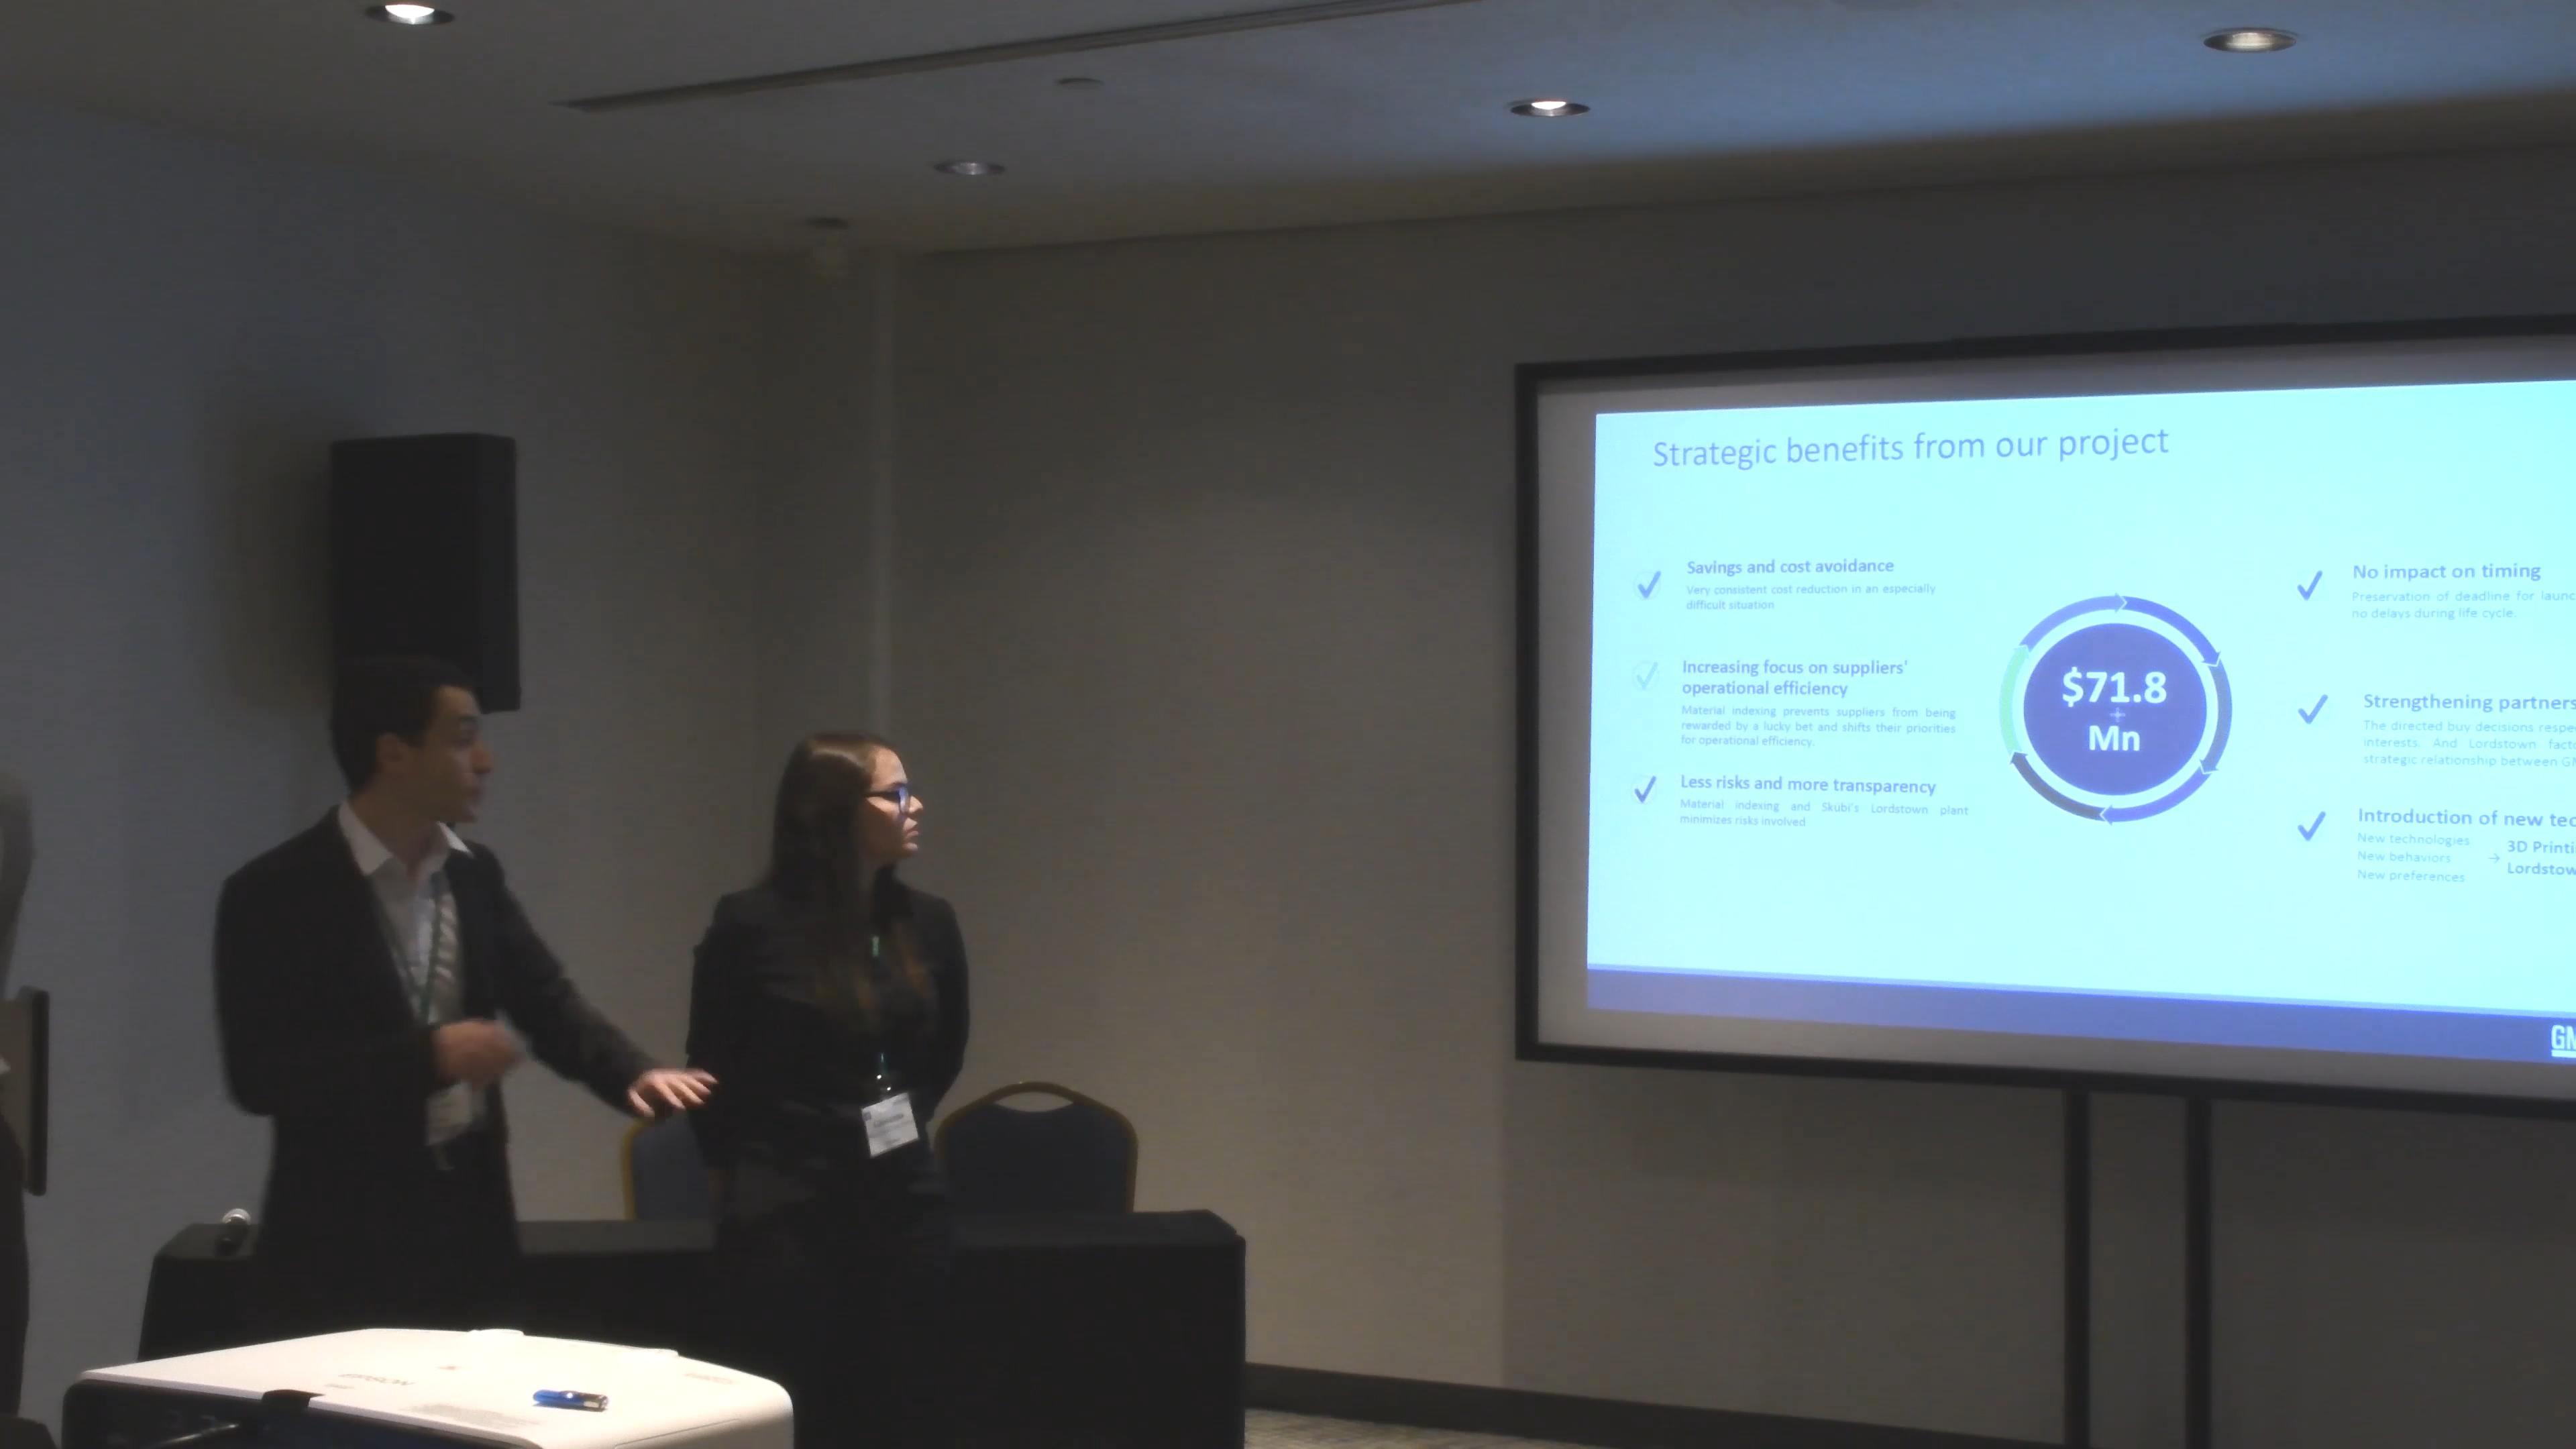 Strategic benefits from our project
Savings and cost avoidance
Very consistent cost reduction in an especially
difficult situation
Increasing focus on suppliers'
operational efficiency
Material indexing prevents suppliers from being
rewarded by a lucky bet and shifts their priorities
for operational efficiency.
Less risks and more transparency
Material indexing and Skubi's Lordstown plant
minimizes risks involved
$71.8
+
Mn
No impact on timing
Preservation of deadline for launc
no delays during life cycle.
Strengthening partners
The directed buy decisions respe
interests. And Lordstown facto
strategic relationship between GM
Introduction of new tec
New technologies
New behaviors
New preferences
→ 3D Printi
Lordstow
GM
EPSON